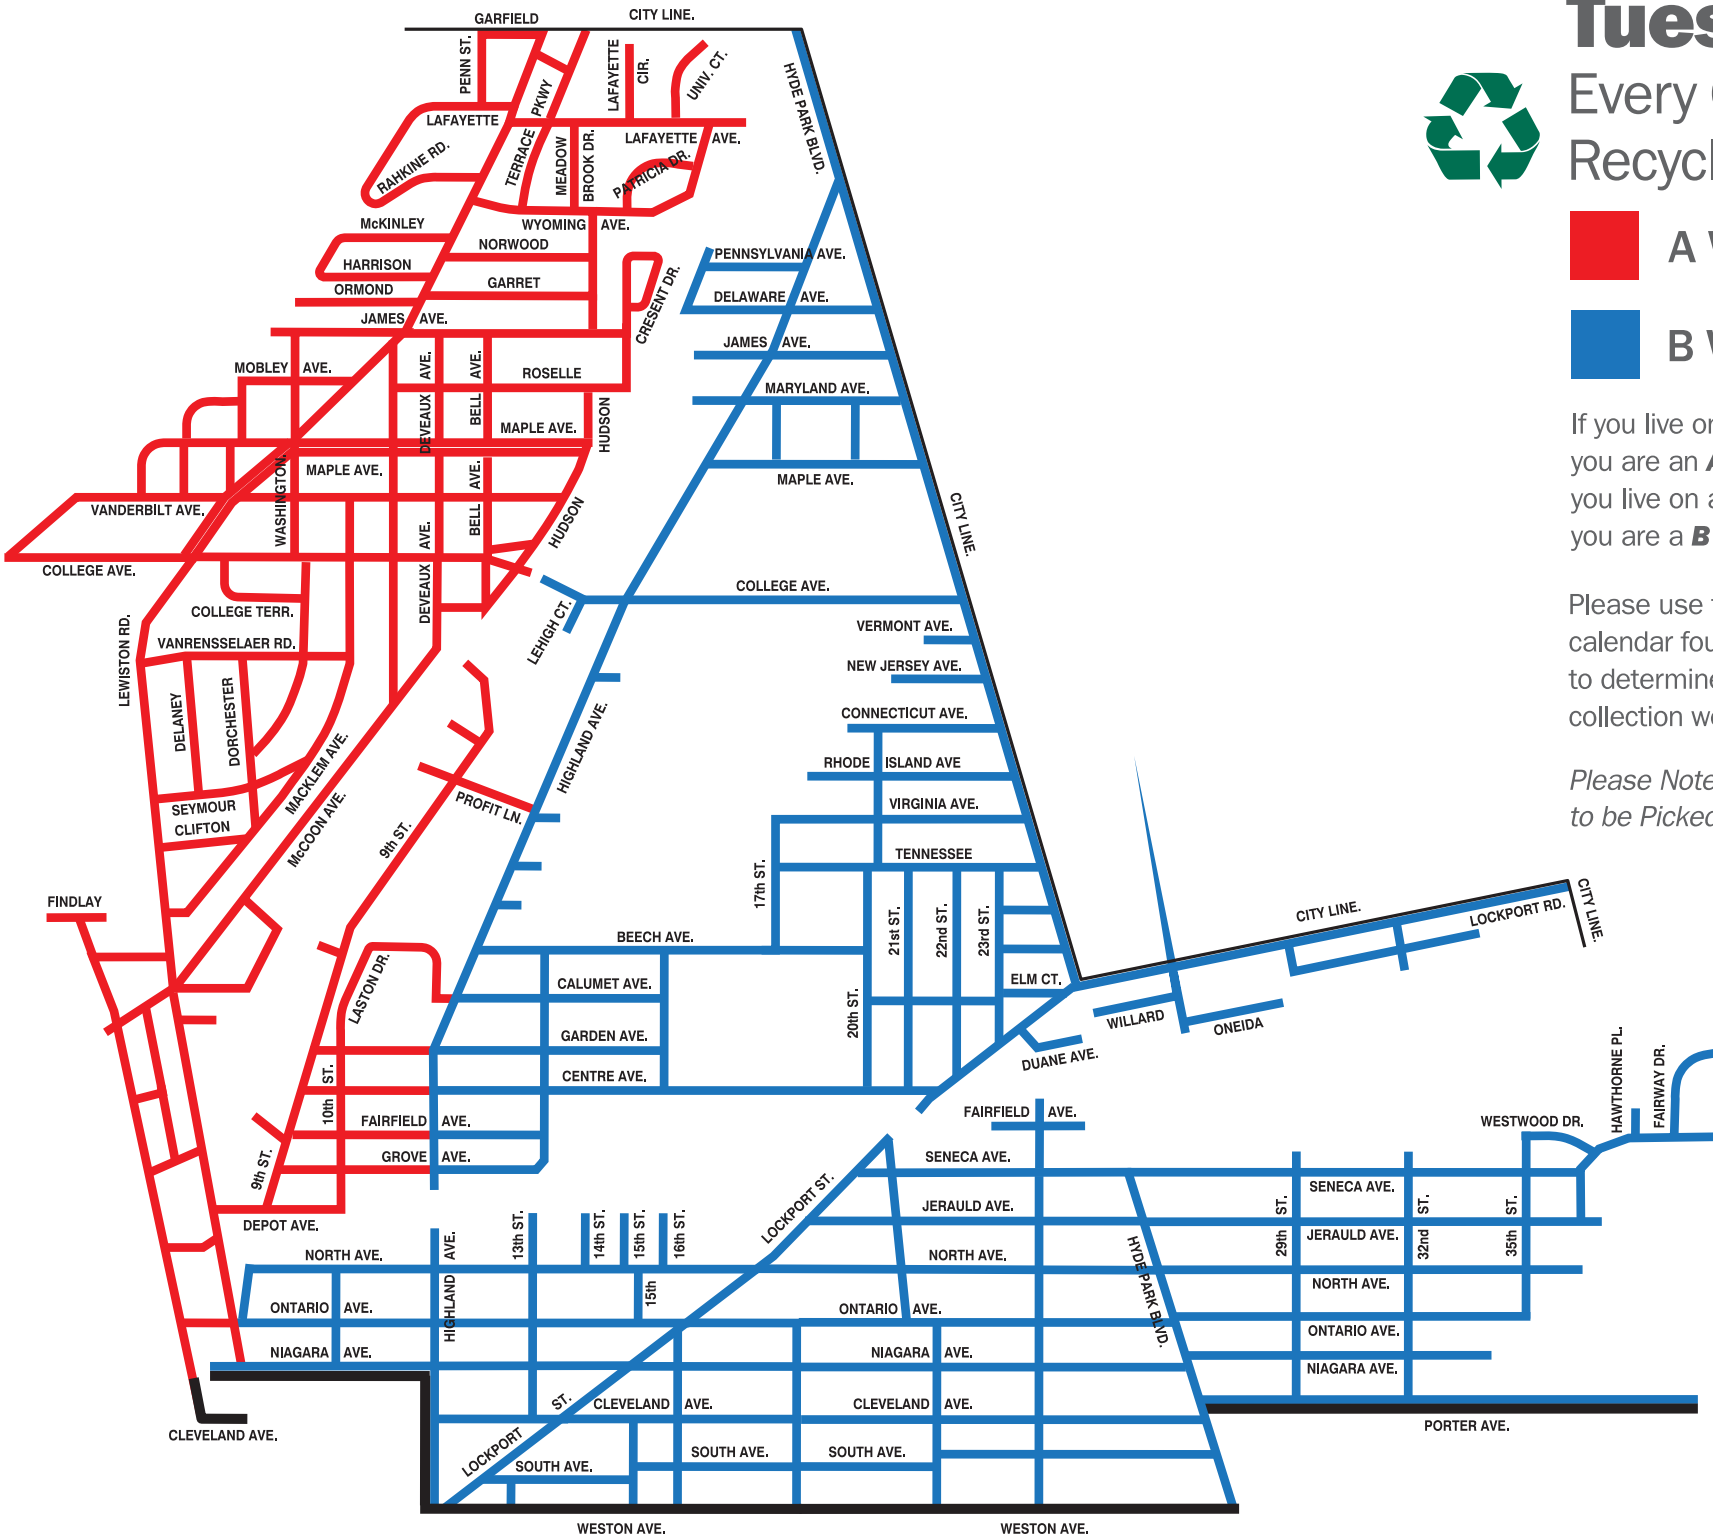 GARFIELD
CITY LINE.
PENN ST.
LAFAYETTE
CIR.
UNIV. CT.
TERRACE PKWY
HYDE PARK BLVD.
LAFAYETTE
RAHKINE RD.
MEADOW
BROOK DR.
LAFAYETTE AVE.
PATRICIA DR.
McKINLEY
WYOMING AVE.
NORWOOD
HARRISON
GARRET
ORMOND
JAMES AVE.
CRESENT DR.
PENNSYLVANIA AVE.
DELAWARE AVE.
JAMES AVE.
MARYLAND AVE.
MAPLE AVE.
MOBLEY AVE.
DEVEAUX AVE.
BELL AVE.
ROSELLE
MAPLE AVE.
HUDSON
MAPLE AVE.
WASHINGTON.
BELL AVE.
DEVEAUX AVE.
HUDSON
VANDERBILT AVE.
COLLEGE AVE.
CITY LINE.
COLLEGE AVE.
LEHIGH CT.
COLLEGE TERR.
VANRENSSELAER RD.
LEWISTON RD.
DELANEY
DORCHESTER
MACKLEM AVE.
McCOON AVE.
SEYMOUR
CLIFTON
PROFIT LN.
9th ST.
HIGHLAND AVE.
VERMONT AVE.
NEW JERSEY AVE.
CONNECTICUT AVE.
RHODE ISLAND AVE
VIRGINIA AVE.
TENNESSEE
17th ST.
FINDLAY
BEECH AVE.
21st ST.
22nd ST.
23rd ST.
20th ST.
ELM CT.
LASTON DR.
CALUMET AVE.
GARDEN AVE.
CENTRE AVE.
10th ST.
FAIRFIELD AVE.
GROVE AVE.
9th ST.
DEPOT AVE.
CITY LINE.
LOCKPORT RD.
CITY LINE.
WILLARD
ONEIDA
DUANE AVE.
FAIRFIELD AVE.
WESTWOOD DR.
HAWTHORNE PL.
FAIRWAY DR.
LOCKPORT ST.
SENECA AVE.
SENECA AVE.
JERAULD AVE.
JERAULD AVE.
29th ST.
32nd ST.
35th ST.
13th ST.
14th ST.
15th ST.
16th ST.
15th
NORTH AVE.
HIGHLAND AVE.
NORTH AVE.
HYDE PARK BLVD.
NORTH AVE.
ONTARIO AVE.
ONTARIO AVE.
ONTARIO AVE.
NIAGARA AVE.
NIAGARA AVE.
NIAGARA AVE.
CLEVELAND AVE.
LOCKPORT ST.
CLEVELAND AVE.
CLEVELAND AVE.
PORTER AVE.
SOUTH AVE.
SOUTH AVE.
SOUTH AVE.
WESTON AVE.
WESTON AVE.
Tues
Every
Recycl
A
B
If you live or
you are an A
you live on a
you are a B
Please use
calendar fou
to determine
collection we
Please Note
to be Picked